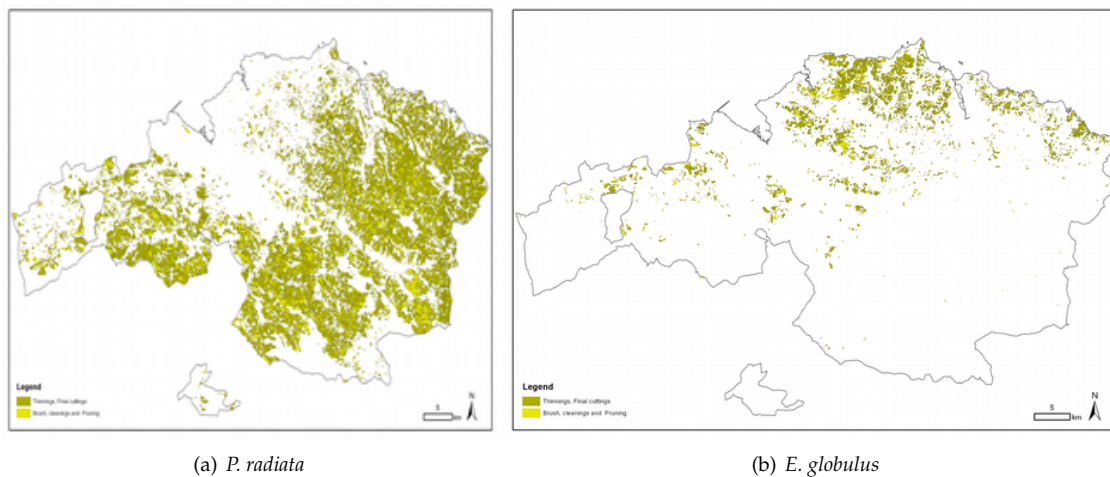 Legend
Thinnings, Final cuttings
Brush, cleanings and Pruning
5
km
N
Legend
Thinnings, Final cuttings
Brush, cleanings and Pruning
5
km
N
(a) P. radiata
(b) E. globulus